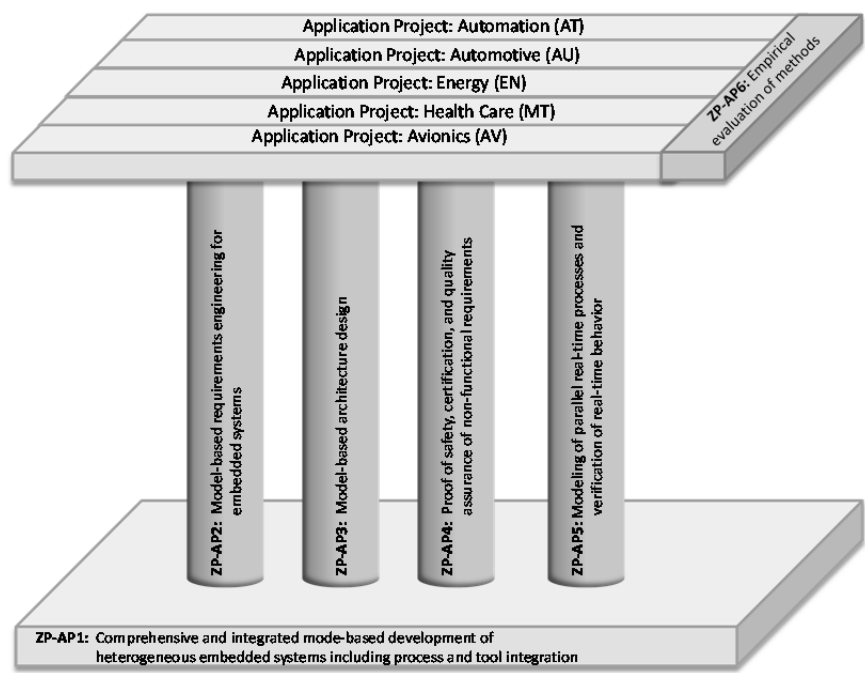 Application Project: Automation (AT)
Application Project: Automotive (AU)
Application Project: Energy (EN)
Application Project: Health Care (MT)
Application Project: Avionics (AV)
ZP-AP6: Empirical
evaluation of methods
ZP-AP2: Model-based requirements engineering for
embedded systems
ZP-AP3: Model-based architecture design
ZP-AP4: Proof of safety, certification, and quality
assurance of non-functional requirements
ZP-AP5: Modeling of parallel real-time processes and
verification of real-time behavior
ZP-AP1: Comprehensive and integrated mode-based development of
heterogeneous embedded systems including process and tool integration